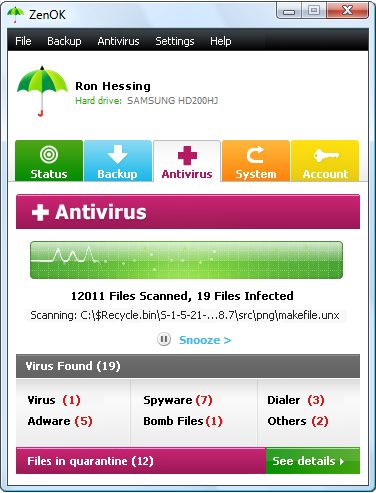 ZenOK
File Backup Antivirus Settings Help
Ron Hessing
Hard drive: SAMSUNG HD200HJ
Status Backup Antivirus System Account
Antivirus
12011 Files Scanned, 19 Files Infected
Scanning: C:\$Recycle.bin\S-1-5-21-...8.7\src\png\makefile.unx
Snooze >
Virus Found (19)
Virus (1) Spyware (7) Dialer (3)
Adware (5) Bomb Files (1) Others (2)
Files in quarantine (12) See details